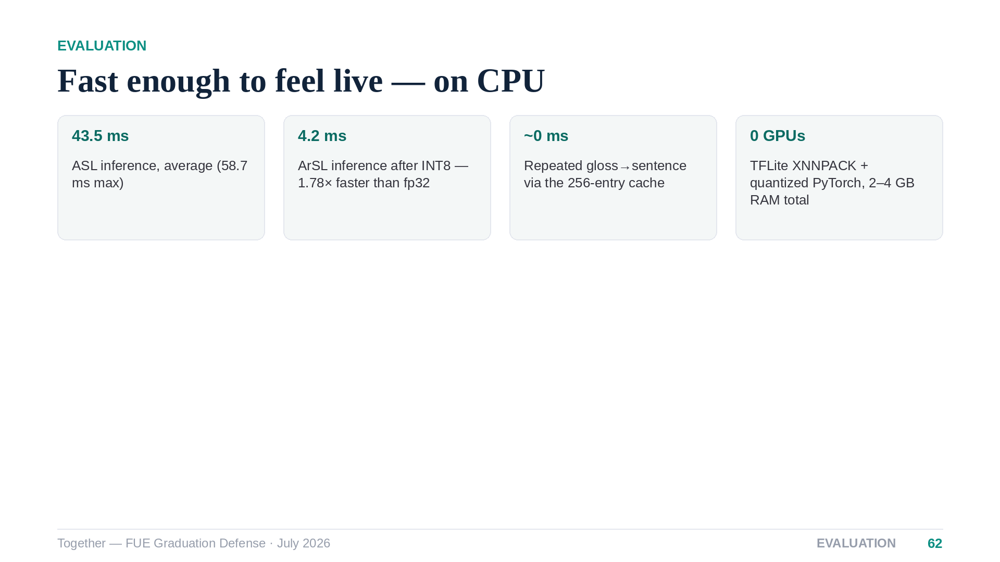 EVALUATION
Fast enough to feel live — on CPU
43.5 ms
ASL inference, average (58.7
ms max)
4.2 ms
ArSL inference after INT8 —
1.78× faster than fp32
~0 ms
Repeated gloss→sentence
via the 256-entry cache
0 GPUs
TFLite XNNPACK +
quantized PyTorch, 2–4 GB
RAM total
Together — FUE Graduation Defense · July 2026
EVALUATION
62